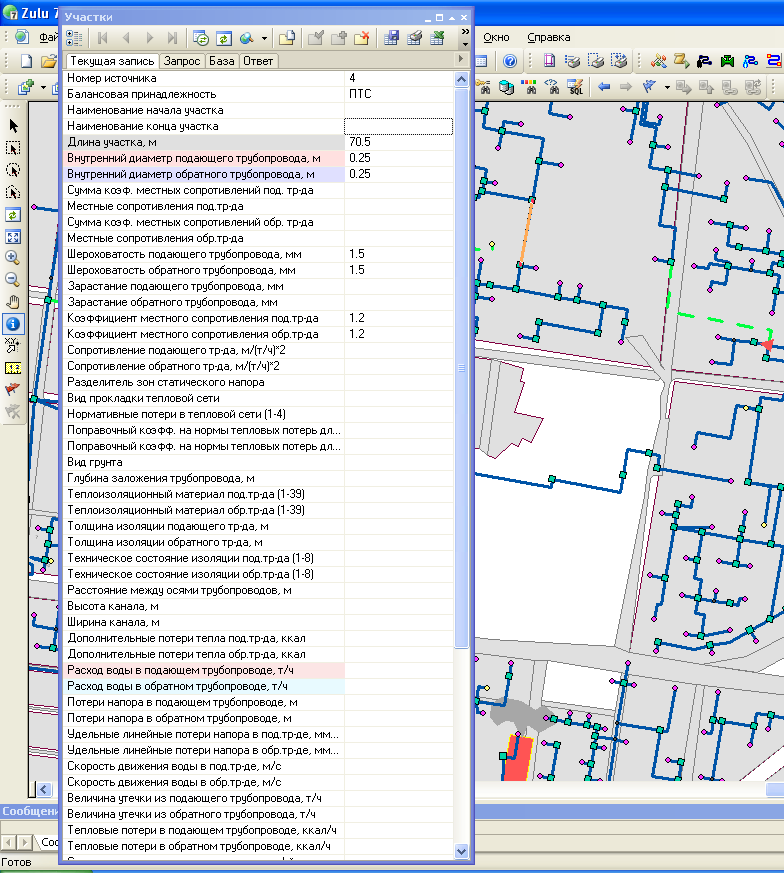 Zulu 7
Участки
Фай
Окно
Справка
Текущая запись
Запрос
База
Ответ
SQL
Номер источника 4
Балансовая принадлежность ПТС
Наименование начала участка
Наименование конца участка
Длина участка, м 70.5
Внутренний диаметр подающего трубопровода, м 0.25
Внутренний диаметр обратного трубопровода, м 0.25
Сумма коэф. местных сопротивлений под. тр-да
Местные сопротивления под.тр-да
Сумма коэф. местных сопротивлений обр. тр-да
Местные сопротивления обр.тр-да
Шероховатость подающего трубопровода, мм 1.5
Шероховатость обратного трубопровода, мм 1.5
Зарастание подающего трубопровода, мм
Зарастание обратного трубопровода, мм
Коэффициент местного сопротивления под.тр-да 1.2
Коэффициент местного сопротивления обр.тр-да 1.2
Сопротивление подающего тр-да, м/(т/ч)*2
Сопротивление обратного тр-да, м/(т/ч)*2
Разделитель зон статического напора
Вид прокладки тепловой сети
Нормативные потери в тепловой сети (1-4)
Поправочный коэфф. на нормы тепловых потерь дл...
Поправочный коэфф. на нормы тепловых потерь дл...
Вид грунта
Глубина заложения трубопровода, м
Теплоизоляционный материал под.тр-да (1-39)
Теплоизоляционный материал обр.тр-да (1-39)
Толщина изоляции подающего тр-да, м
Толщина изоляции обратного тр-да, м
Техническое состояние изоляции под.тр-да (1-8)
Техническое состояние изоляции обр.тр-да (1-8)
Расстояние между осями трубопроводов, м
Высота канала, м
Ширина канала, м
Дополнительные потери тепла под.тр-да, ккал
Дополнительные потери тепла обр.тр-да, ккал
Расход воды в подающем трубопроводе, т/ч
Расход воды в обратном трубопроводе, т/ч
Потери напора в подающем трубопроводе, м
Потери напора в обратном трубопроводе, м
Удельные линейные потери напора в под.тр-де, мм...
Удельные линейные потери напора в обр.тр-де, мм...
Скорость движения воды в под.тр-де, м/с
Скорость движения воды в обр.тр-де, м/с
Величина утечки из подающего трубопровода, т/ч
Величина утечки из обратного трубопровода, т/ч
Тепловые потери в подающем трубопроводе, ккал/ч
Тепловые потери в обратном трубопроводе, ккал/ч
Сообщени
Соо
Готово